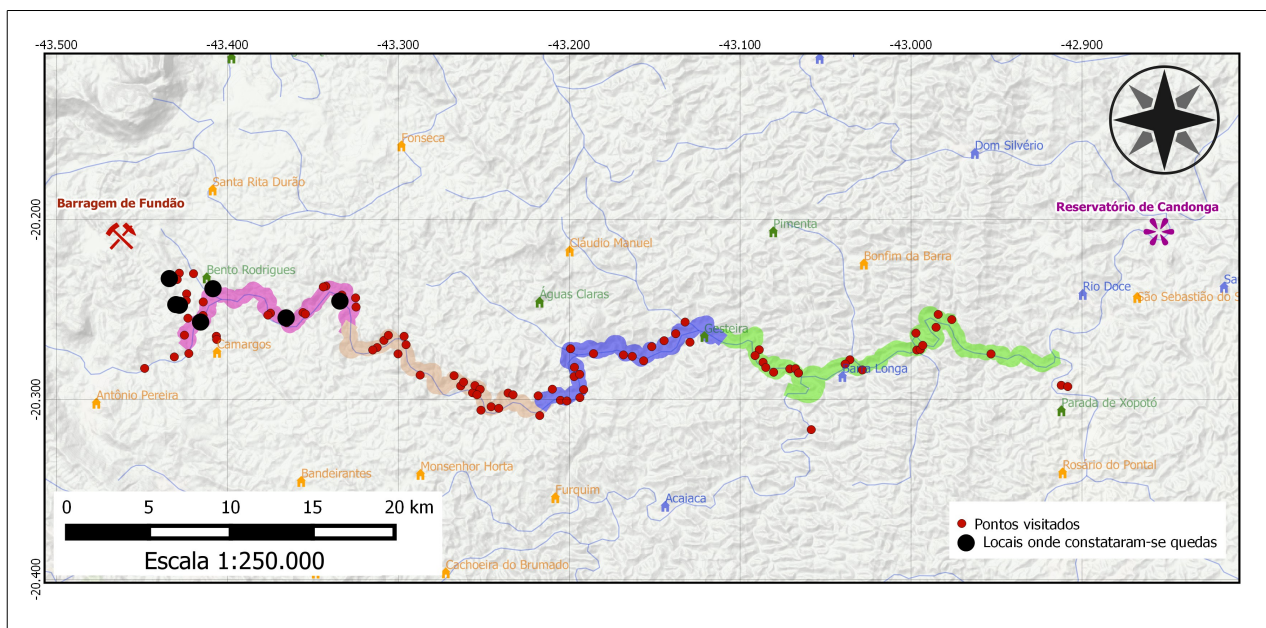 -43.500 -43.400 -43.300 -43.200 -43.100 -43.000 -42.900
Fonseca
Dom Silvério
Santa Rita Durão
Barragem de Fundão
Reservatório de Candonga
-20.200
Pimenta
Cláudio Manuel
Bonfim da Barra
Bento Rodrigues
Rio Doce
Sa
Águas Claras
São Sebastião do S
Gesteira
Camargos
Barra Longa
Antônio Pereira
-20.300
Parada de Xopotó
Bandeirantes
Monsenhor Horta
Rosário do Pontal
Furquim
Acaiaca
0 5 10 15 20 km
Escala 1:250.000
Pontos visitados
Locais onde constataram-se quedas
Cachoeira do Brumado
-20.400